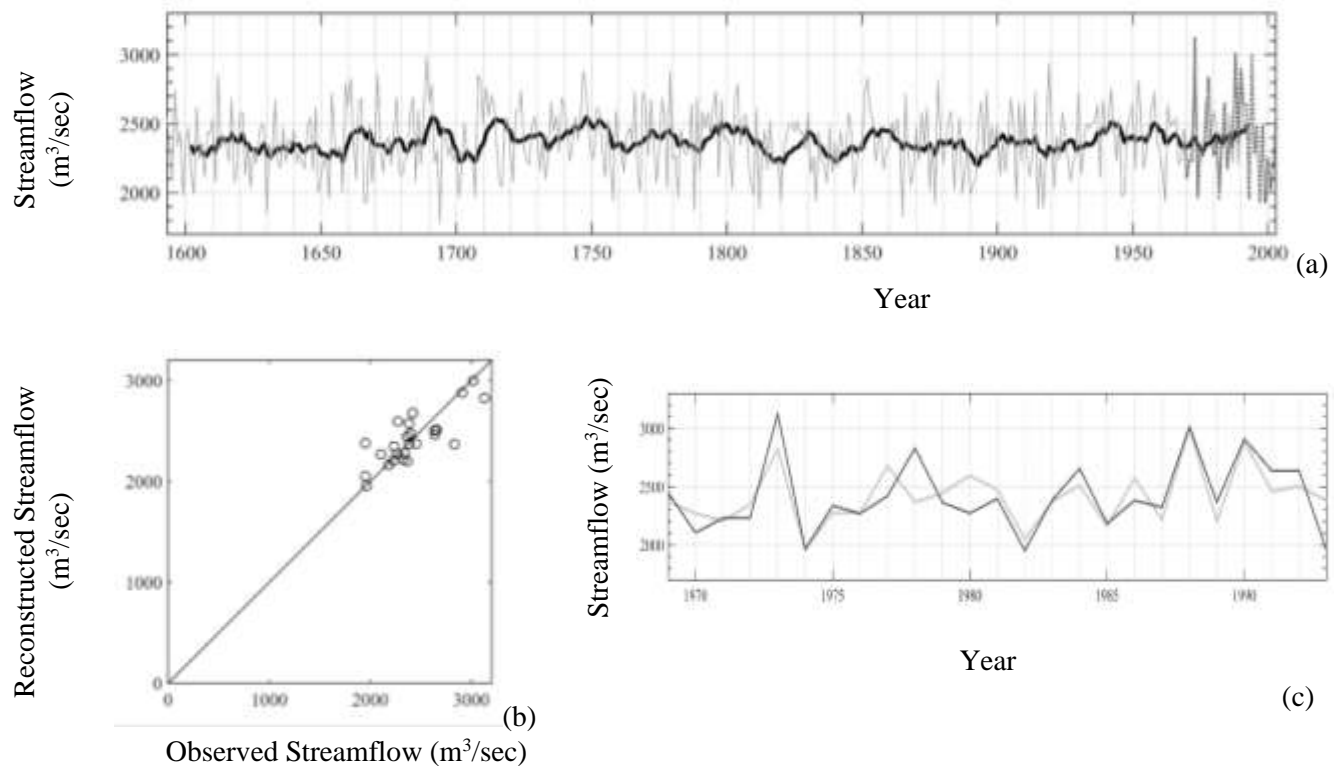 Streamflow
(m³/sec)
3000
2500
2000
1600
1650
1700
1750
1800
1850
1900
1950
2000
(a)
Year
Reconstructed Streamflow
(m³/sec)
3000
2000
1000
0
0
1000
2000
3000
(b)
Observed Streamflow (m³/sec)
Streamflow (m³/sec)
3000
2500
2000
1970
1975
1980
1985
1990
Year
(c)